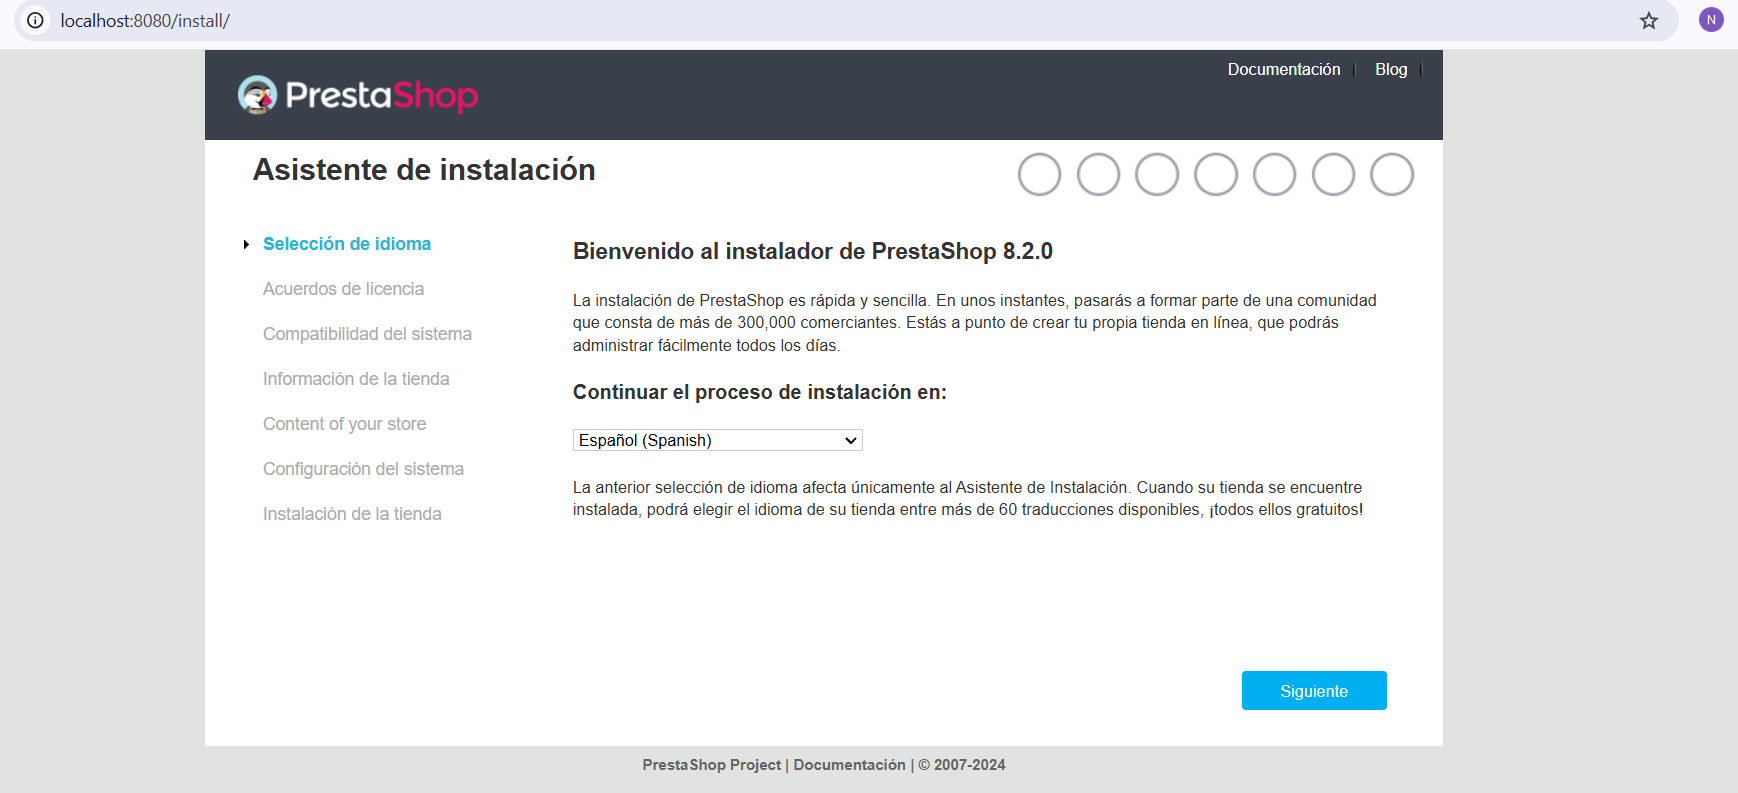 localhost:8080/install/
N
Documentación
Blog
PrestaShop
Asistente de instalación
Selección de idioma
Acuerdos de licencia
Compatibilidad del sistema
Información de la tienda
Content of your store
Configuración del sistema
Instalación de la tienda
Bienvenido al instalador de PrestaShop 8.2.0
La instalación de PrestaShop es rápida y sencilla. En unos instantes, pasarás a formar parte de una comunidad
que consta de más de 300,000 comerciantes. Estás a punto de crear tu propia tienda en línea, que podrás
administrar fácilmente todos los días.
Continuar el proceso de instalación en:
Español (Spanish)
La anterior selección de idioma afecta únicamente al Asistente de Instalación. Cuando su tienda se encuentre
instalada, podrá elegir el idioma de su tienda entre más de 60 traducciones disponibles, ¡todos ellos gratuitos!
Siguiente
PrestaShop Project | Documentación | © 2007-2024